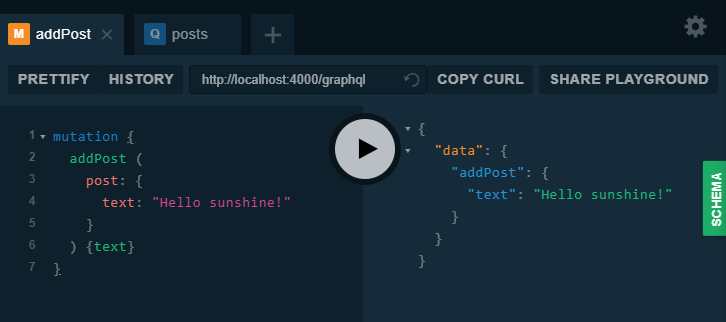 M addPost × Q posts +
PRETTIFY HISTORY http://localhost:4000/graphql COPY CURL SHARE PLAYGROUND
1 mutation {
2 addPost (
3 post: {
4 text: "Hello sunshine!"
5 }
6 ) {text}
7 }
{
"data": {
"addPost": {
"text": "Hello sunshine!"
}
}
}
SCHEMA